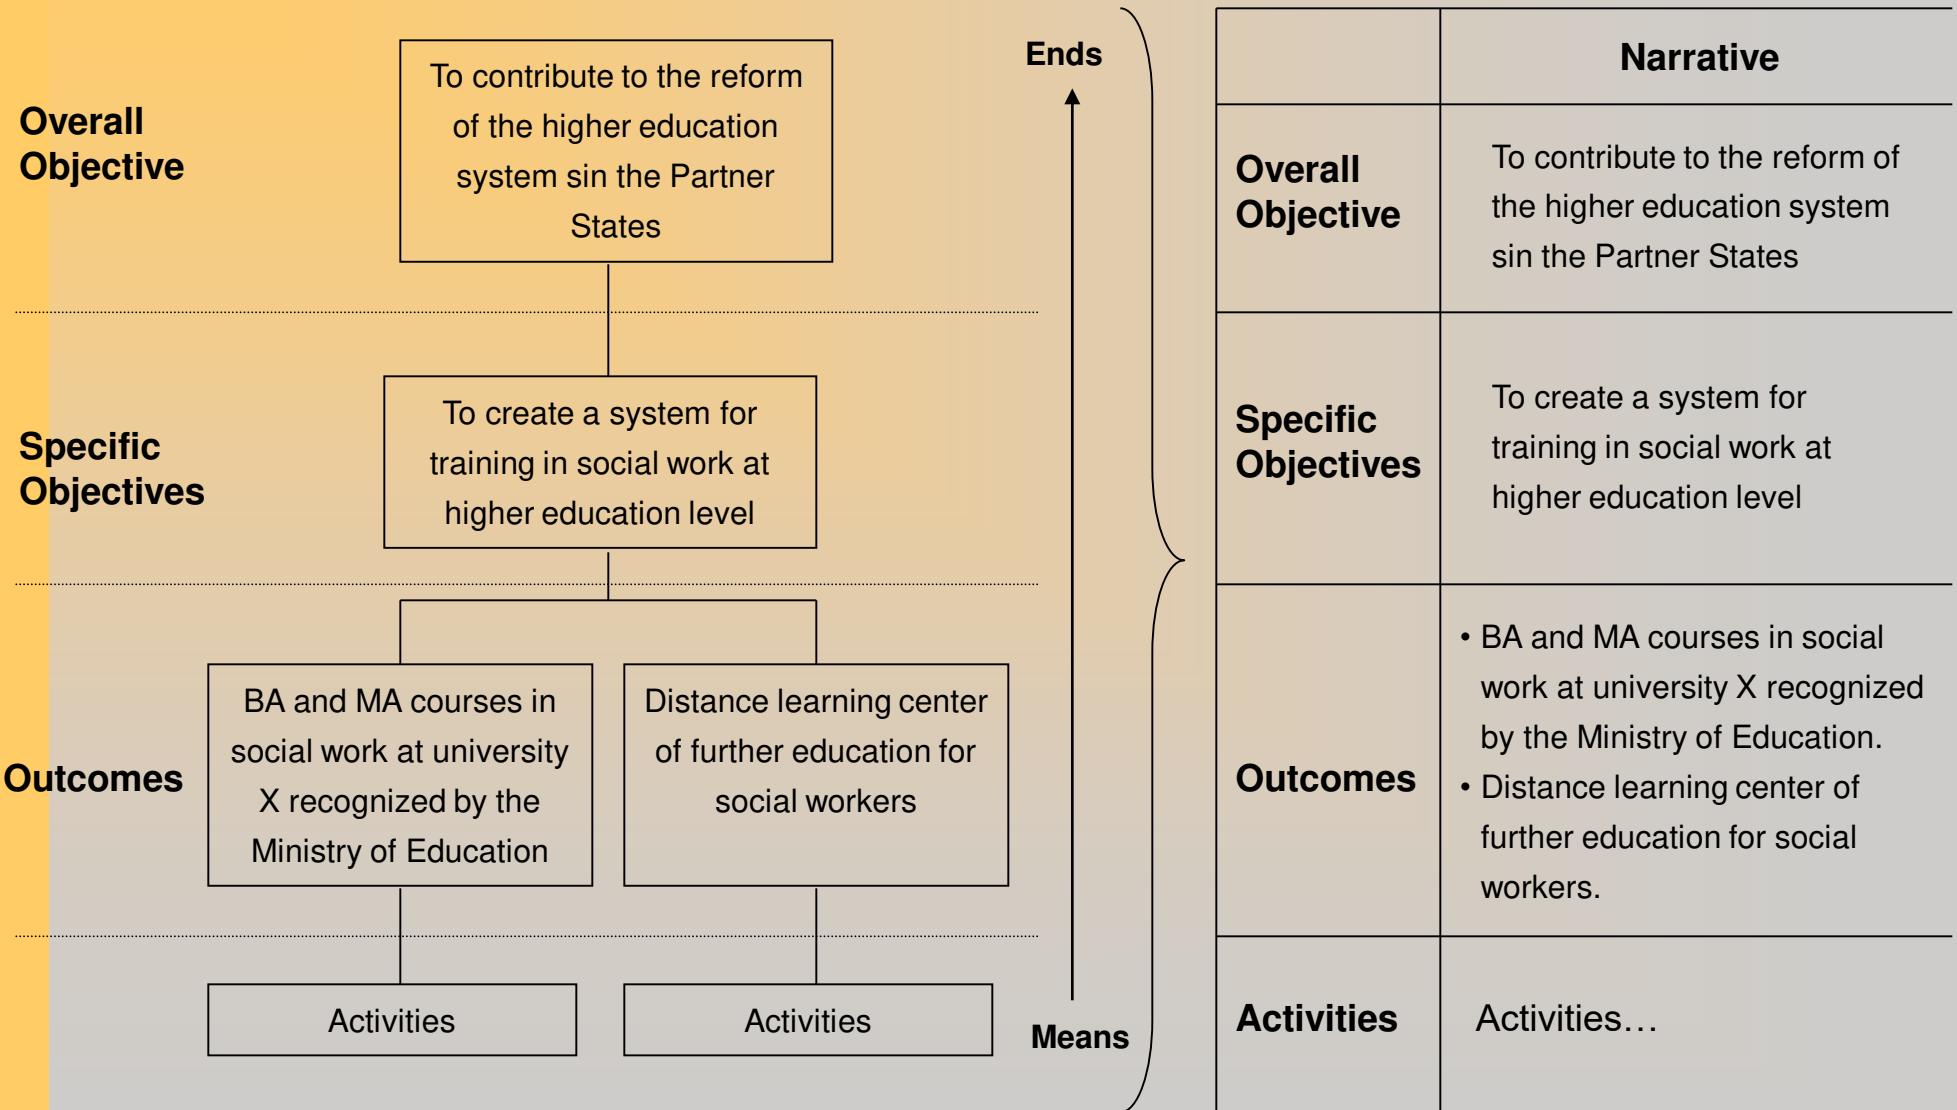 Overall
Objective
To contribute to the reform
of the higher education
system sin the Partner
States
Specific
Objectives
To create a system for
training in social work at
higher education level
Outcomes
BA and MA courses in
social work at university
X recognized by the
Ministry of Education
Distance learning center
of further education for
social workers
Activities
Activities
Ends
Means
Narrative
Overall
Objective
To contribute to the reform of
the higher education system
sin the Partner States
Specific
Objectives
To create a system for
training in social work at
higher education level
Outcomes
• BA and MA courses in social
work at university X recognized
by the Ministry of Education.
• Distance learning center of
further education for social
workers.
Activities
Activities…